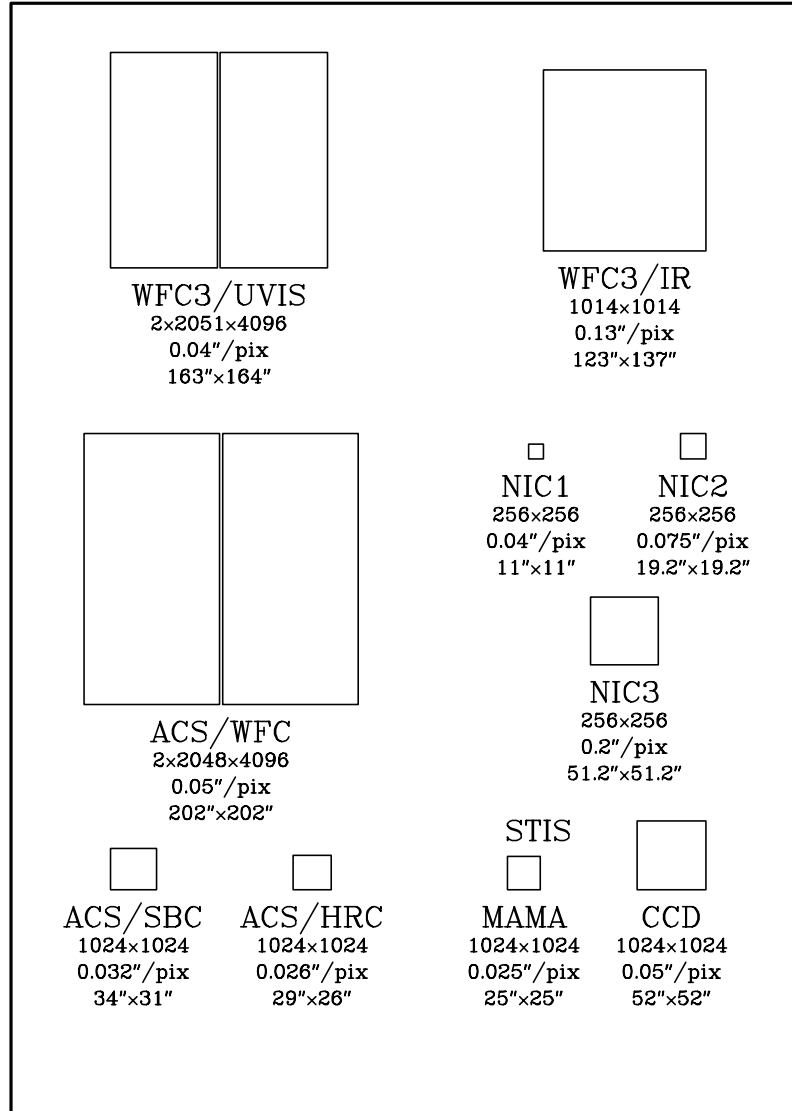 WFC3/UVIS
2×2051×4096
0.04"/pix
163"×164"
WFC3/IR
1014×1014
0.13"/pix
123"×137"
ACS/WFC
2×2048×4096
0.05"/pix
202"×202"
NIC1
256×256
0.04"/pix
11"×11"
NIC2
256×256
0.075"/pix
19.2"×19.2"
NIC3
256×256
0.2"/pix
51.2"×51.2"
ACS/SBC
1024×1024
0.032"/pix
34"×31"
ACS/HRC
1024×1024
0.026"/pix
29"×26"
STIS
MAMA
1024×1024
0.025"/pix
25"×25"
CCD
1024×1024
0.05"/pix
52"×52"